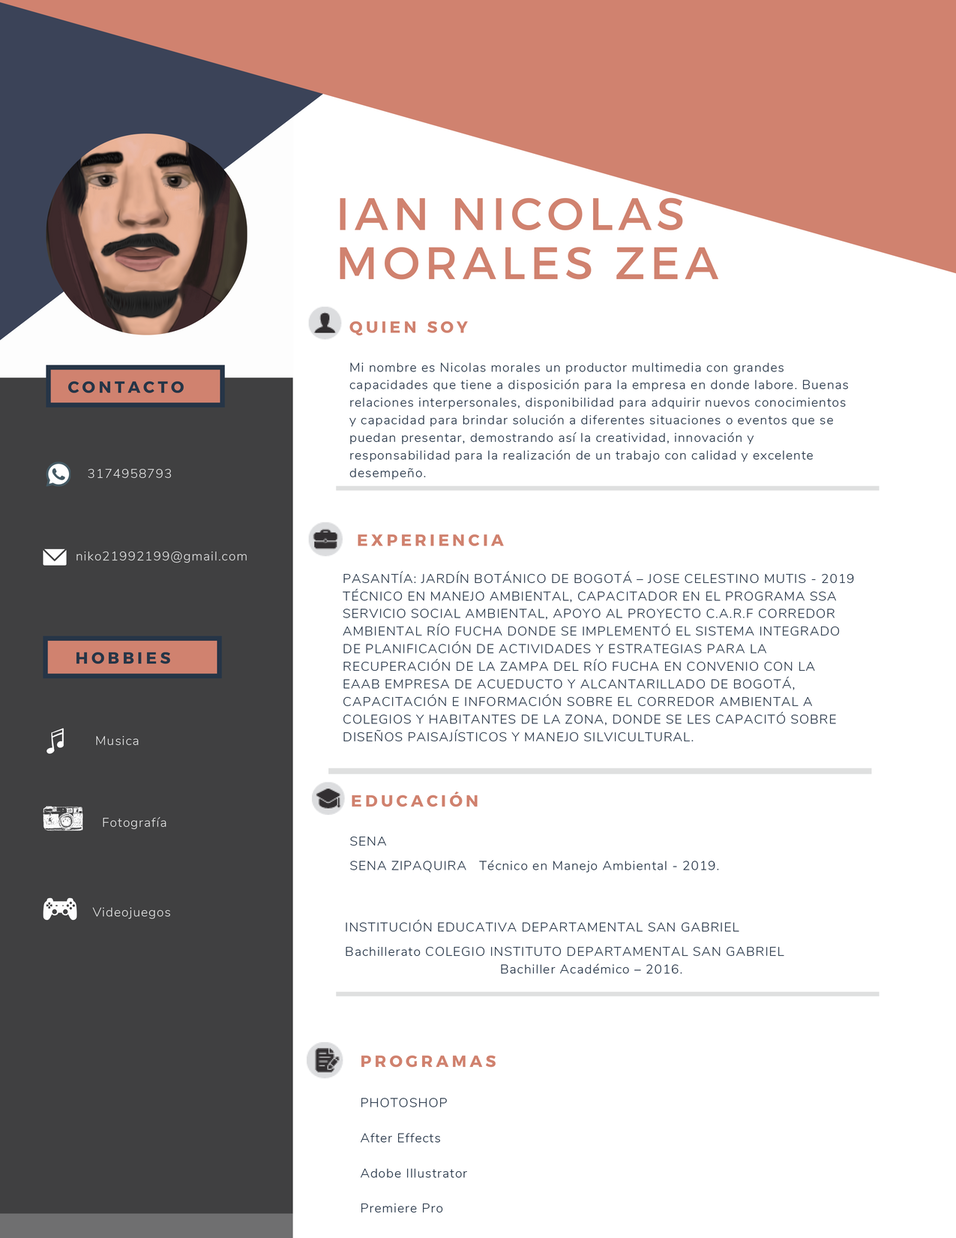 IAN NICOLAS
MORALES ZEA
CONTACTO
3174958793
niko21992199@gmail.com
HOBBIES
Musica
Fotografía
Videojuegos
QUIEN SOY
Mi nombre es Nicolas morales un productor multimedia con grandes
capacidades que tiene a disposición para la empresa en donde labore. Buenas
relaciones interpersonales, disponibilidad para adquirir nuevos conocimientos
y capacidad para brindar solución a diferentes situaciones o eventos que se
puedan presentar, demostrando así la creatividad, innovación y
responsabilidad para la realización de un trabajo con calidad y excelente
desempeño.
EXPERIENCIA
PASANTÍA: JARDÍN BOTÁNICO DE BOGOTÁ – JOSE CELESTINO MUTIS - 2019
TÉCNICO EN MANEJO AMBIENTAL, CAPACITADOR EN EL PROGRAMA SSA
SERVICIO SOCIAL AMBIENTAL, APOYO AL PROYECTO C.A.R.F CORREDOR
AMBIENTAL RÍO FUCHA DONDE SE IMPLEMENTÓ EL SISTEMA INTEGRADO
DE PLANIFICACIÓN DE ACTIVIDADES Y ESTRATEGIAS PARA LA
RECUPERACIÓN DE LA ZAMPA DEL RÍO FUCHA EN CONVENIO CON LA
EAAB EMPRESA DE ACUEDUCTO Y ALCANTARILLADO DE BOGOTÁ,
CAPACITACIÓN E INFORMACIÓN SOBRE EL CORREDOR AMBIENTAL A
COLEGIOS Y HABITANTES DE LA ZONA, DONDE SE LES CAPACITÓ SOBRE
DISEÑOS PAISAJÍSTICOS Y MANEJO SILVICULTURAL.
EDUCACIÓN
SENA
SENA ZIPAQUIRA Técnico en Manejo Ambiental - 2019.
INSTITUCIÓN EDUCATIVA DEPARTAMENTAL SAN GABRIEL
Bachillerato COLEGIO INSTITUTO DEPARTAMENTAL SAN GABRIEL
Bachiller Académico – 2016.
PROGRAMAS
PHOTOSHOP
After Effects
Adobe Illustrator
Premiere Pro